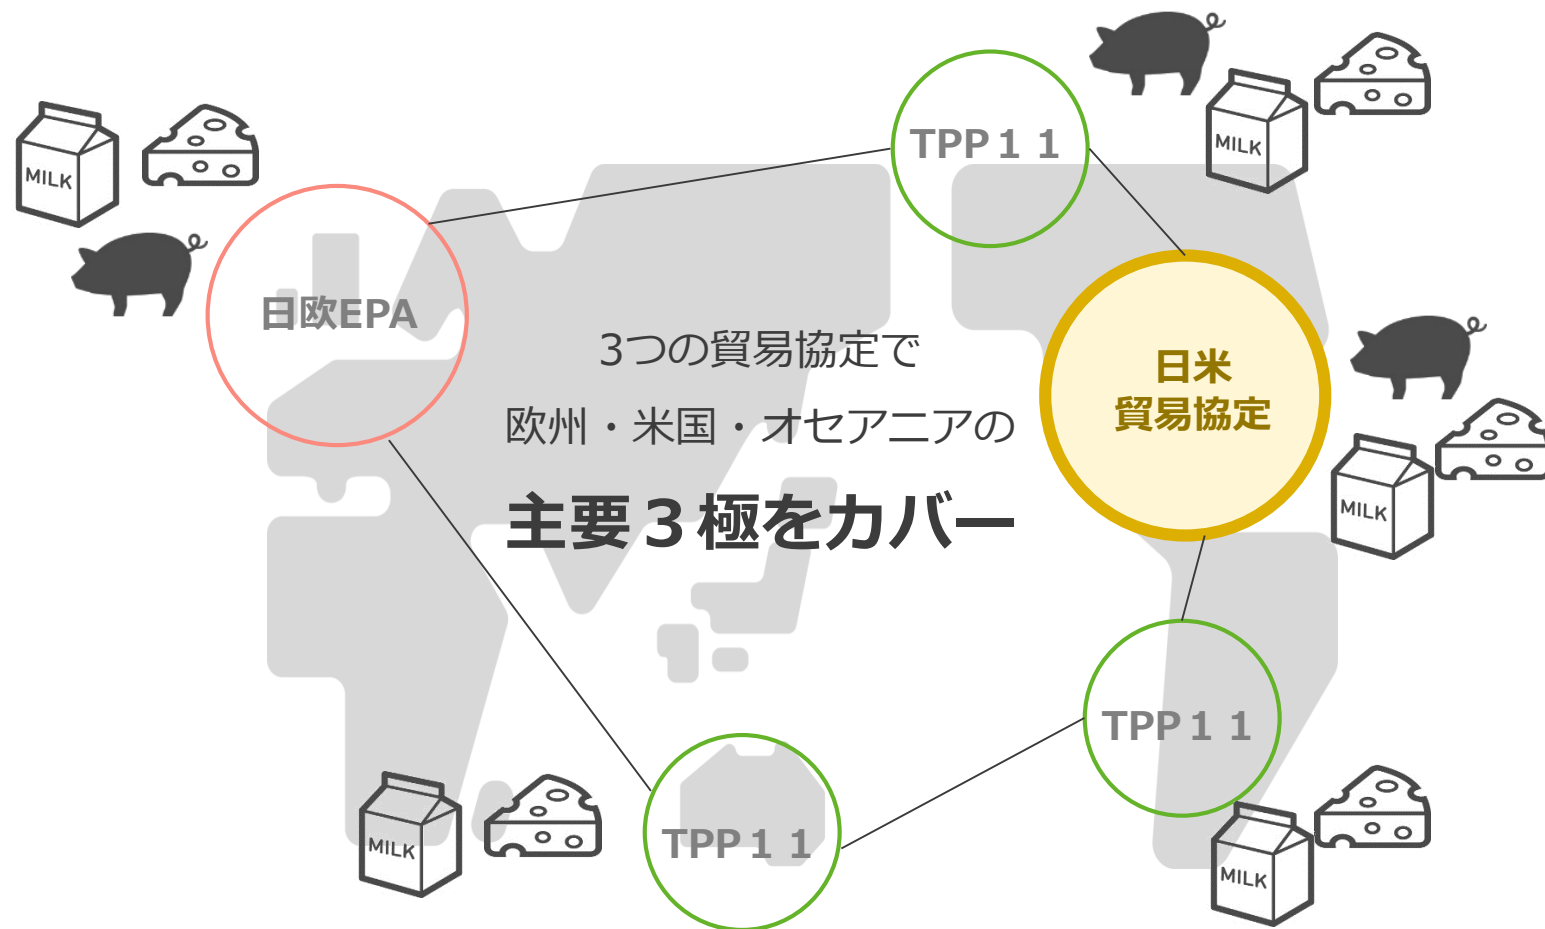 TPP１１
MILK
MILK
日欧EPA
3つの貿易協定で
欧州・米国・オセアニアの
主要３極をカバー
日米
貿易協定
MILK
TPP１１
TPP１１
MILK
MILK